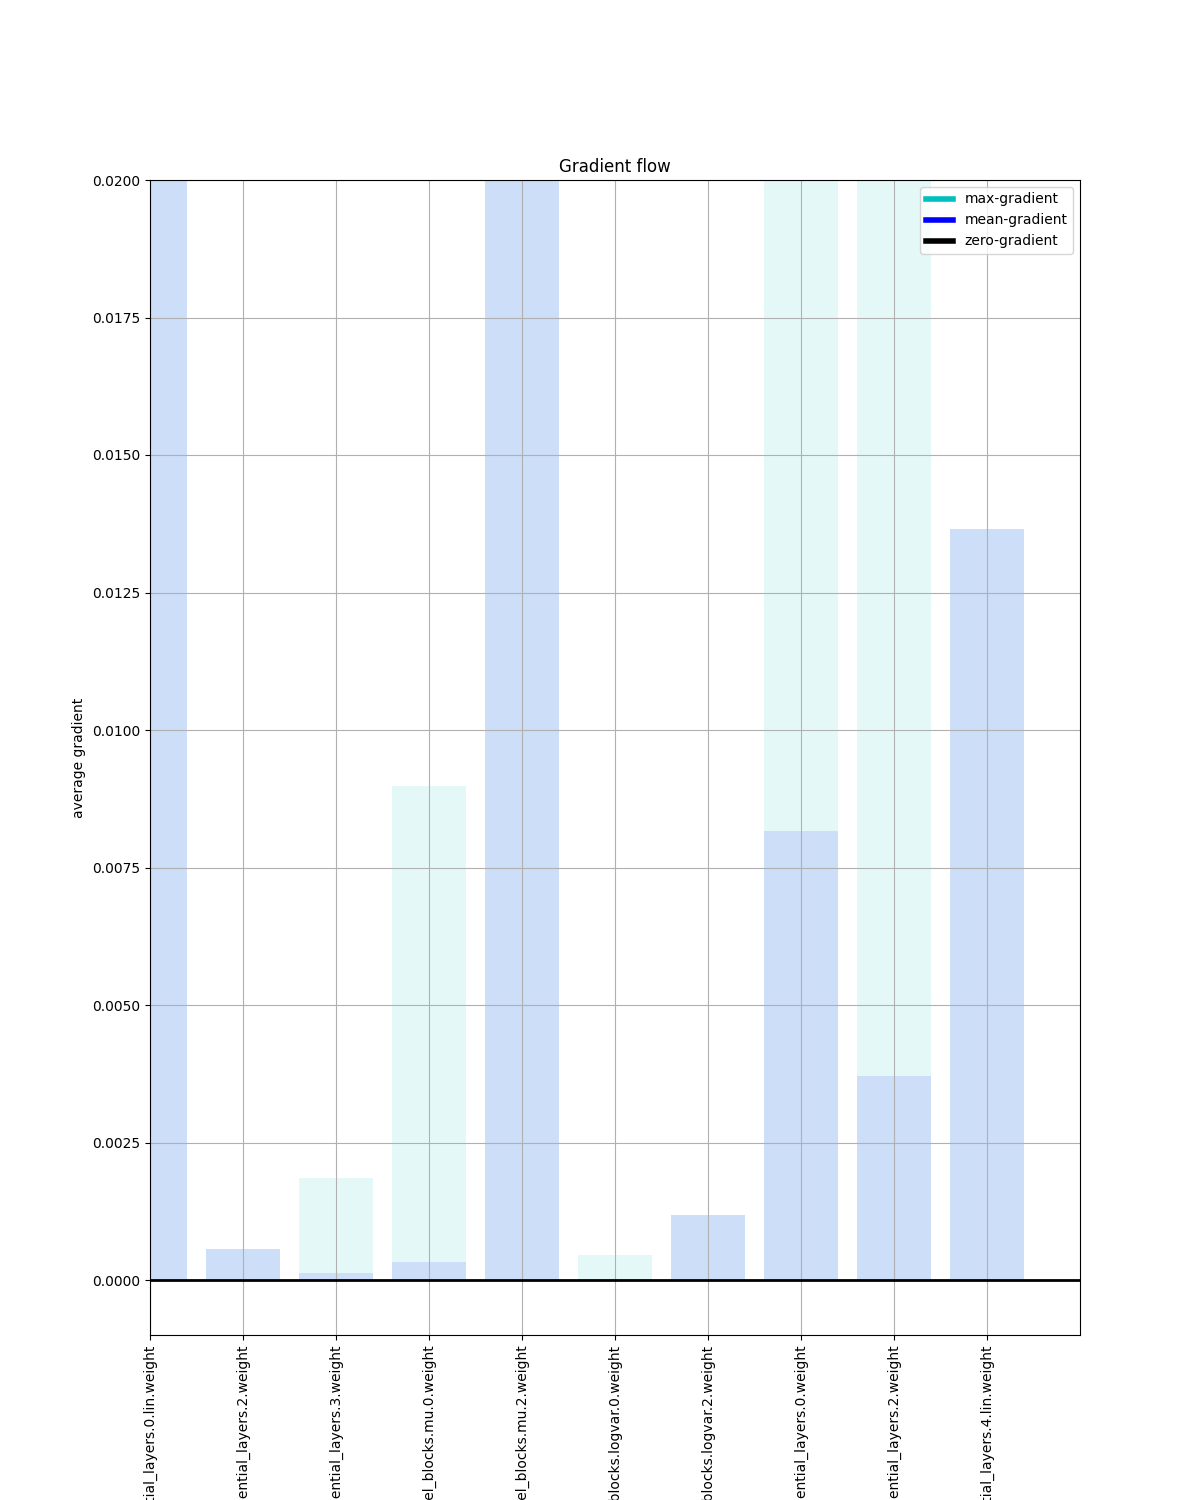 Gradient flow
max-gradient
mean-gradient
zero-gradient
0.0200
0.0175
0.0150
0.0125
0.0100
0.0075
0.0050
0.0025
0.0000
average gradient
tial_layers.0.lin.weight
ential_layers.2.weight
ential_layers.3.weight
el_blocks.mu.0.weight
el_blocks.mu.2.weight
blocks.logvar.0.weight
blocks.logvar.2.weight
ential_layers.0.weight
ential_layers.2.weight
tial_layers.4.lin.weight